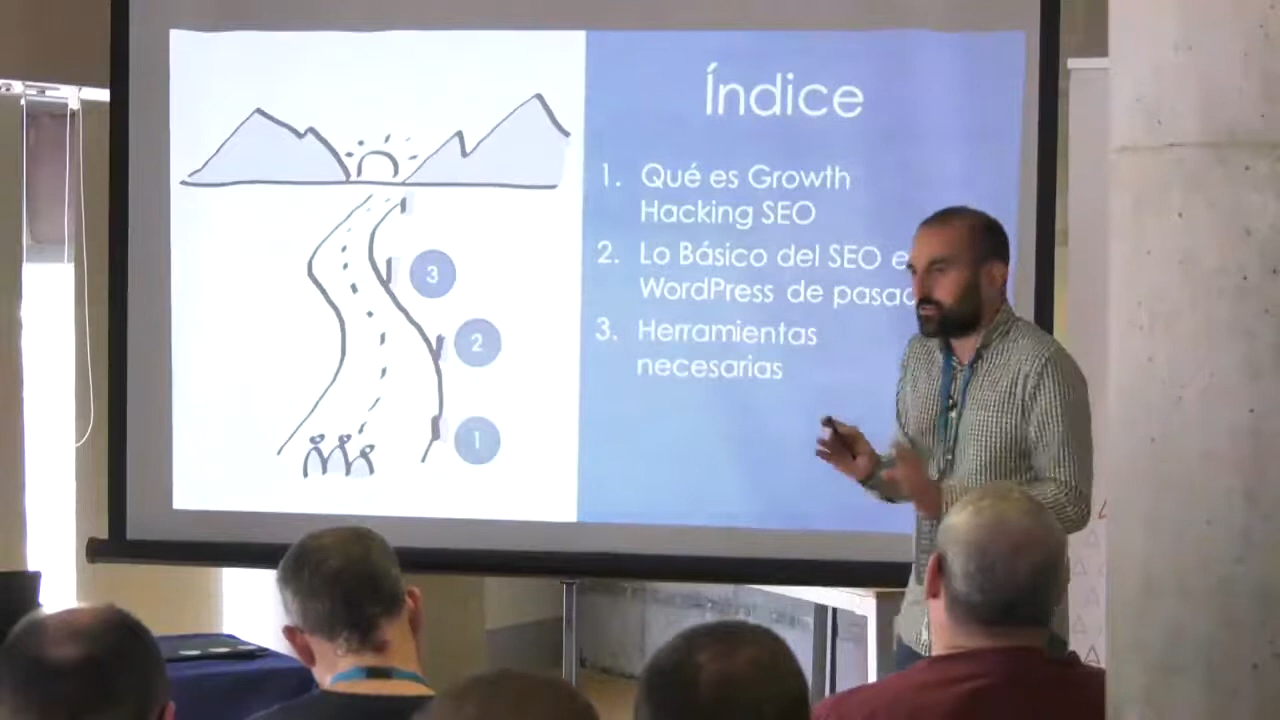 Índice
1. Qué es Growth
Hacking SEO
2. Lo Básico del SEO
WordPress de
3. Herramientas
necesarias
3
2
1